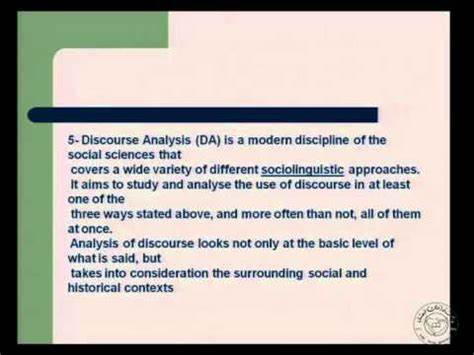 5- Discourse Analysis (DA) is a modern discipline of the
social sciences that
covers a wide variety of different sociolinguistic approaches.
It aims to study and analyse the use of discourse in at least
one of the
three ways stated above, and more often than not, all of them
at once.
Analysis of discourse looks not only at the basic level of
what is said, but
takes into consideration the surrounding social and
historical contexts